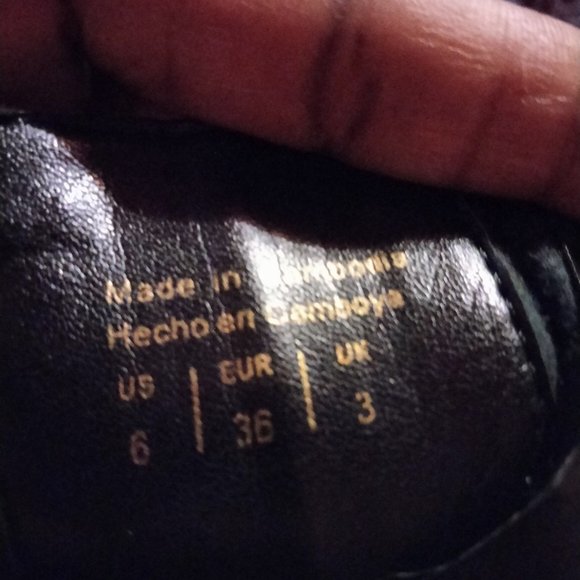 Made in Cambodia
Hecho en Camboya
US | EUR | UK
6 | 36 | 3